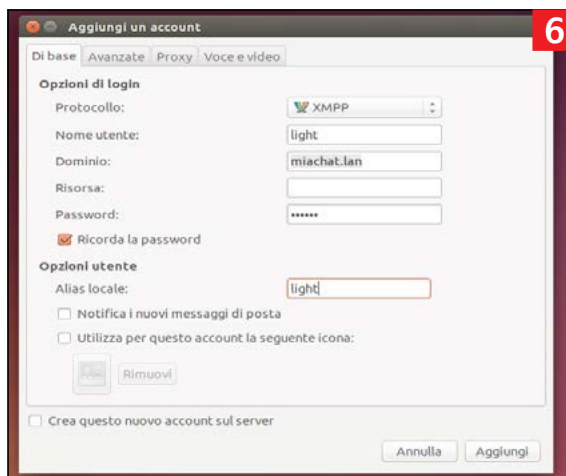 6
Aggiungi un account
Di base Avanzate Proxy Voce e video
Opzioni di login
Protocollo: XMPP
Nome utente: light
Dominio: miachat.lan
Risorsa:
Password: ••••••
Ricorda la password
Opzioni utente
Alias locale: light
Notifica i nuovi messaggi di posta
Utilizza per questo account la seguente icona:
Rimuovi
Crea questo nuovo account sul server
Annulla Aggiungi